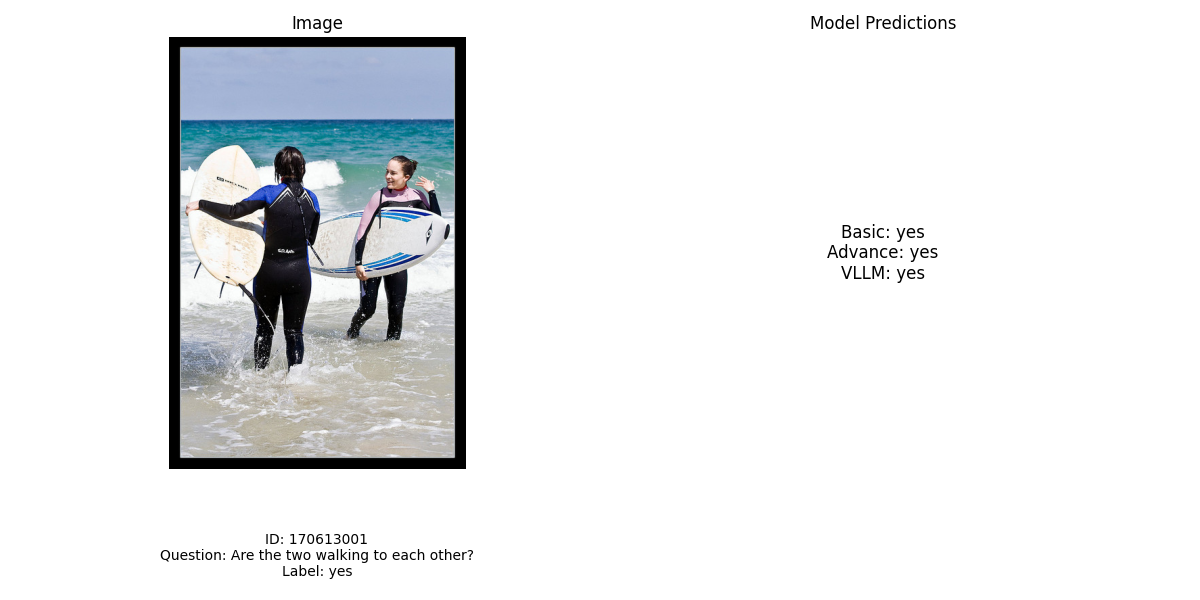 Image
Model Predictions
Basic: yes
Advance: yes
VLLM: yes
ID: 170613001
Question: Are the two walking to each other?
Label: yes